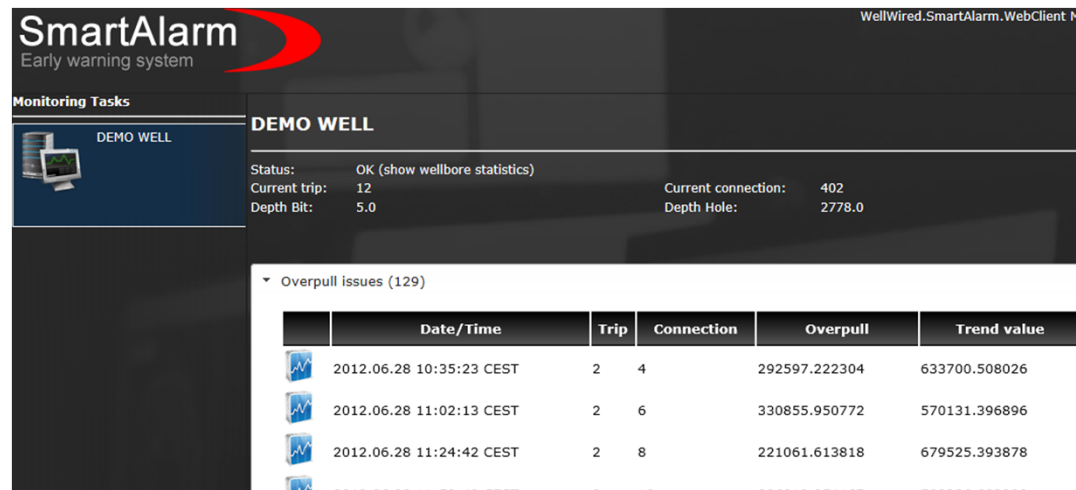 SmartAlarm
Early warning system
WellWired.SmartAlarm.WebClient
Monitoring Tasks
DEMO WELL
DEMO WELL
Status: OK (show wellbore statistics)
Current trip: 12 Current connection: 402
Depth Bit: 5.0 Depth Hole: 2778.0
Overpull issues (129)
Date/Time Trip Connection Overpull Trend value
2012.06.28 10:35:23 CEST 2 4 292597.222304 633700.508026
2012.06.28 11:02:13 CEST 2 6 330855.950772 570131.396896
2012.06.28 11:24:42 CEST 2 8 221061.613818 679525.393878